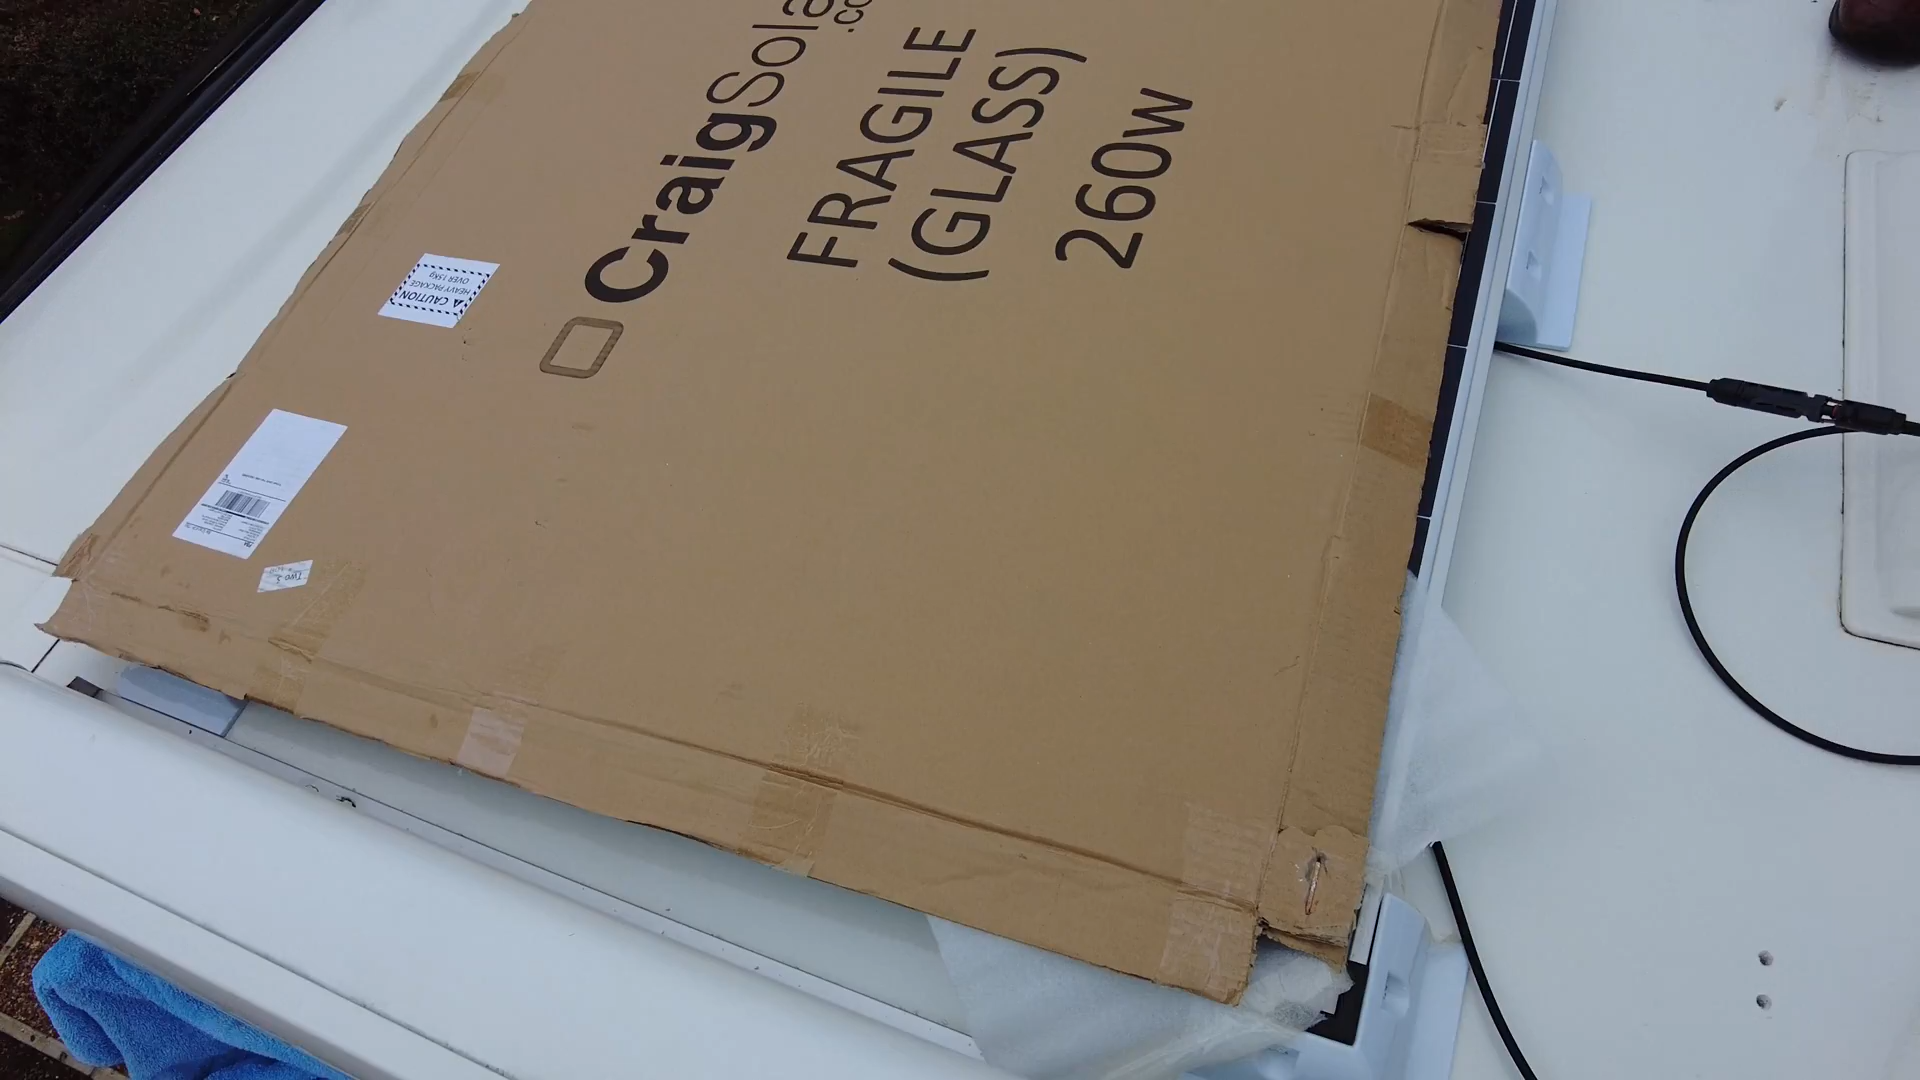 CraigSola
.co
FRAGILE
(GLASS)
260w
CAUTION
HEAVY PACKAGE
OVER 15Kg